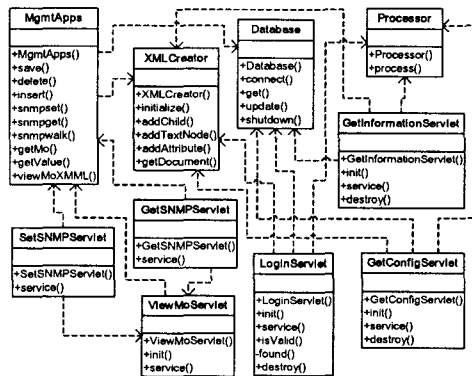 MgmtApps
+MgmtApps()
+save()
+delete()
+insert()
+snmpset()
+snmpget()
+snmpwalk()
+getMo()
+getValue()
+viewMoXMML()
XMLCreator
+XMLCreator()
+initialize()
+addChild()
+addTextNode()
+addAttribute()
+getDocument()
Database
+Database()
+connect()
+get()
+update()
+shutdown()
Processor
+Processor()
+process()
GetInformationServlet
+GetInformationServlet()
+init()
+service()
+destroy()
SetSNMPServlet
+SetSNMPServlet()
+service()
GetSNMPServlet
+GetSNMPServlet()
+service()
ViewMoServlet
+ViewMoServlet()
+init()
+service()
LoginServlet
+LoginServlet()
+init()
+service()
+isValid()
-found()
+destroy()
GetConfigServlet
+GetConfigServlet()
+init()
+service()
+destroy()